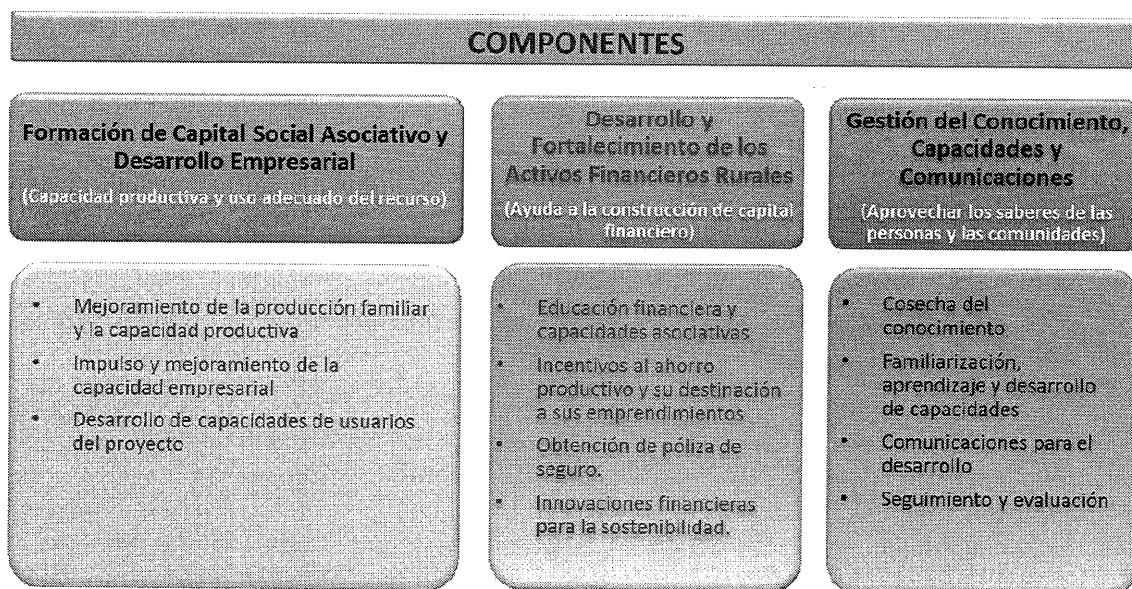 COMPONENTES
Formación de Capital Social Asociativo y
Desarrollo Empresarial
(Capacidad productiva y uso adecuado del recurso)
• Mejoramiento de la producción familiar
y la capacidad productiva
• Impulso y mejoramiento de la
capacidad empresarial
• Desarrollo de capacidades de usuarios
del proyecto
Desarrollo y
Fortalecimiento de los
Activos Financieros Rurales
(Ayuda a la construcción de capital
financiero)
• Educación financiera y
capacidades asociativas
• Incentivos al ahorro
productivo y su destinación
a sus emprendimientos
• Obtención de póliza de
seguro.
• Innovaciones financieras
para la sostenibilidad.
Gestión del Conocimiento,
Capacidades y
Comunicaciones
(Aprovechar los saberes de las
personas y las comunidades)
• Cosecha del
conocimiento
• Familiarización,
aprendizaje y desarrollo
de capacidades
• Comunicaciones para el
desarrollo
• Seguimiento y evaluación